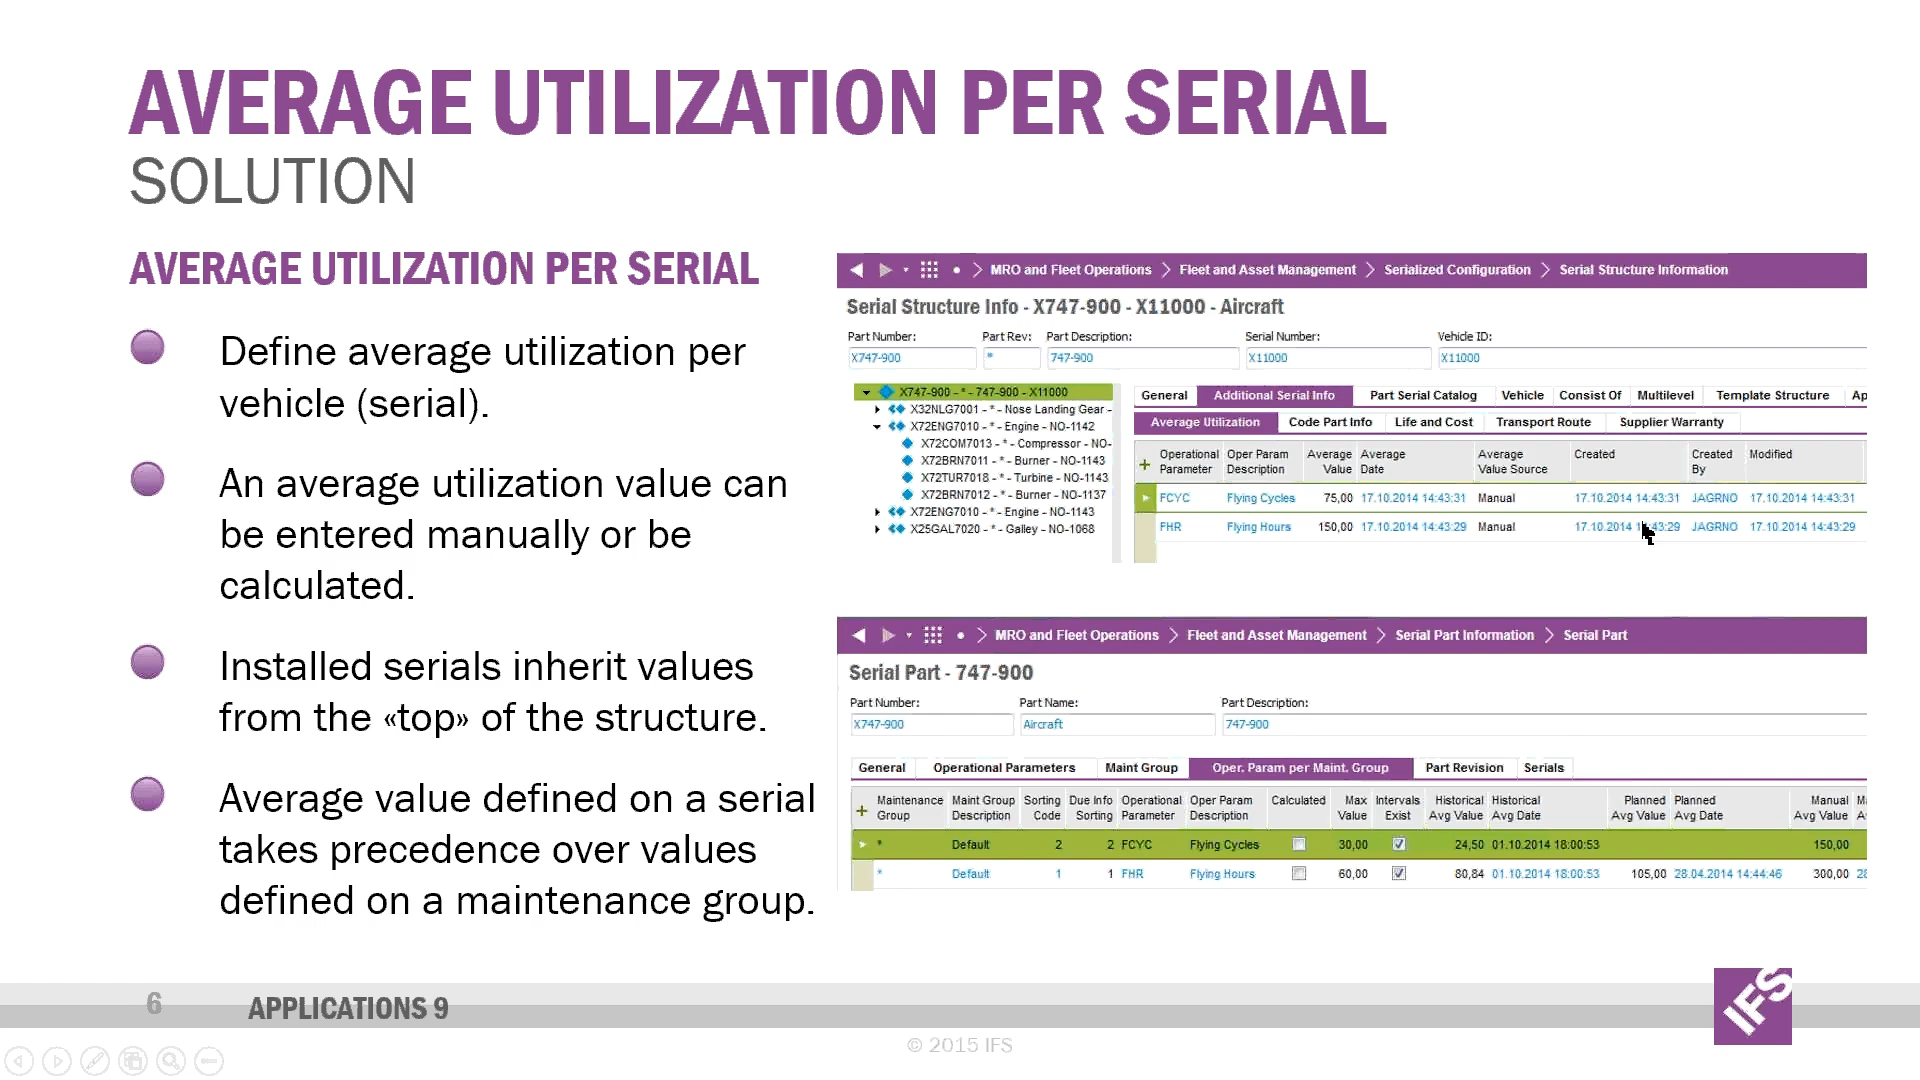 AVERAGE UTILIZATION PER SERIAL
SOLUTION
AVERAGE UTILIZATION PER SERIAL
Define average utilization per
vehicle (serial).
An average utilization value can
be entered manually or be
calculated.
Installed serials inherit values
from the «top» of the structure.
Average value defined on a serial
takes precedence over values
defined on a maintenance group.
MRO and Fleet Operations Fleet and Asset Management Serialized Configuration Serial Structure Information
Serial Structure Info - X747-900 - X11000 - Aircraft
Part Number: Part Rev: Part Description: Serial Number: Vehicle ID:
X747-900 * 747-900 X11000 X11000
X747-900 - * - 747-900 - X11000
X32NLG7001 - * - Nose Landing Gear -
X72ENG7010 - * - Engine - NO-1142
X72COM7013 - * - Compressor - NO-
X72BRN7011 - * - Burner - NO-1143
X72TUR7018 - * - Turbine - NO-1143
X72BRN7012 - * - Burner - NO-1137
X72ENG7010 - * - Engine - NO-1143
X25GAL7020 - * - Galley - NO-1068
General Additional Serial Info Part Serial Catalog Vehicle Consist Of Multilevel Template Structure Ap
Average Utilization Code Part Info Life and Cost Transport Route Supplier Warranty
Operational Oper Param Average Average Average Created Created Modified
Parameter Description Value Date Value Source By
FCYC Flying Cycles 75,00 17.10.2014 14:43:31 Manual 17.10.2014 14:43:31 JAGRNO 17.10.2014 14:43:31
FHR Flying Hours 150,00 17.10.2014 14:43:29 Manual 17.10.2014 14:43:29 JAGRNO 17.10.2014 14:43:29
MRO and Fleet Operations Fleet and Asset Management Serial Part Information Serial Part
Serial Part - 747-900
Part Number: Part Name: Part Description:
X747-900 Aircraft 747-900
General Operational Parameters Maint Group Oper. Param per Maint. Group Part Revision Serials
Maintenance Maint Group Sorting Due Info Operational Oper Param Calculated Max Intervals Historical Historical Planned Planned Manual
Group Description Code Sorting Parameter Description Value Exist Avg Value Avg Date Avg Value Avg Date Avg Value
* Default 2 2 FCYC Flying Cycles 30,00 24,50 01.10.2014 18:00:53 150,00
* Default 1 1 FHR Flying Hours 60,00 80,84 01.10.2014 18:00:53 105,00 28.04.2014 14:44:46 300,00 28
6 APPLICATIONS 9
IFS
© 2015 IFS